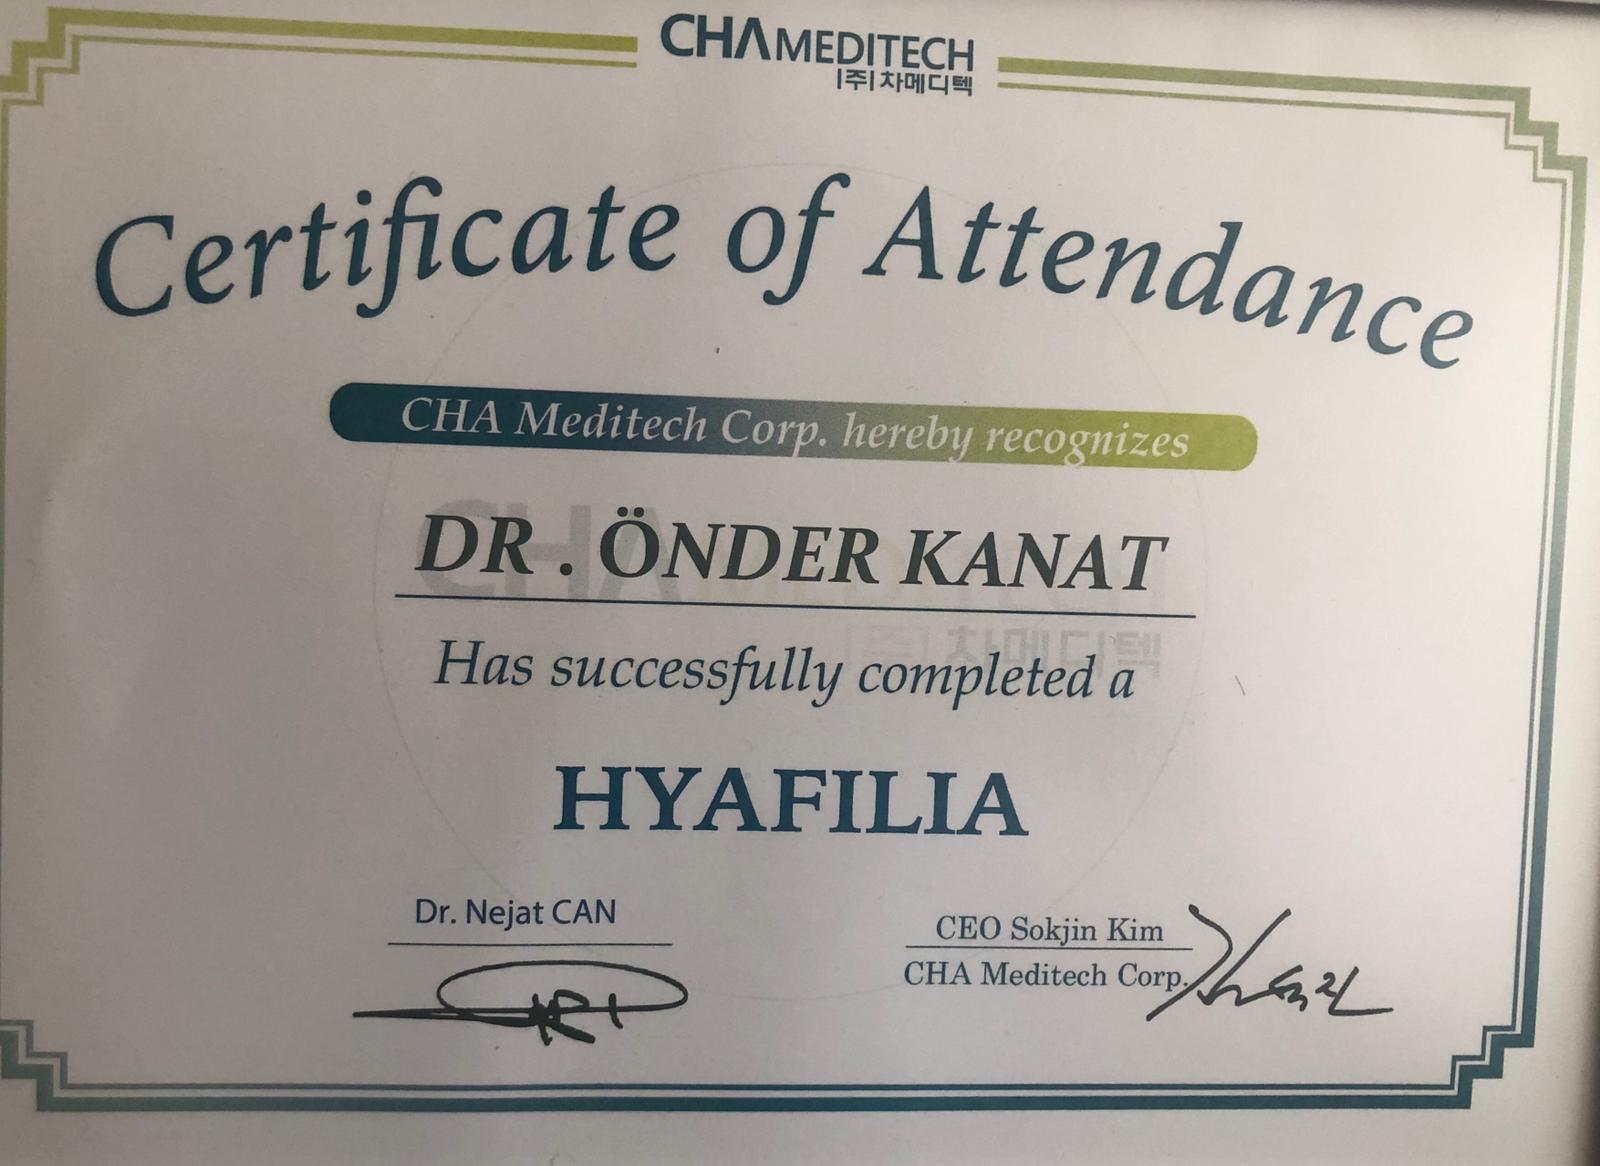 CHAMEDITECH
|주| 차메디텍
Certificate of Attendance
CHA Meditech Corp. hereby recognizes
DR . ÖNDER KANAT
Has successfully completed a
HYAFILIA
Dr. Nejat CAN
CEO Sokjin Kim
CHA Meditech Corp.